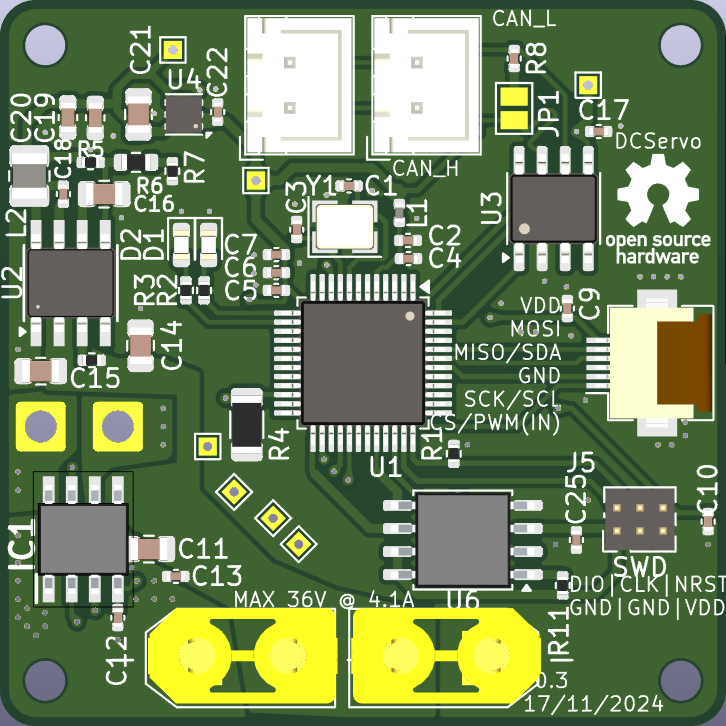 CAN_L
C21
U4
C22
R8
JP1
C17
DCServo
C20
C19
C18
R5
R6
R7
C16
CAN_H
Y1
C1
C3
L1
U3
open source
hardware
L2
U2
D2
D1
C7
C2
C6
C4
C5
R3
R2
VDD
C9
MOSI
MISO/SDA
GND
SCK/SCL
CS/PWM(IN)
C14
C15
R4
U1
R1
J5
C10
IC1
C25
C11
C13
SWD
DIO|CLK|NRST
GND|GND|VDD
MAX 36V @ 4.1A
U6
R11
C12
0.3
17/11/2024